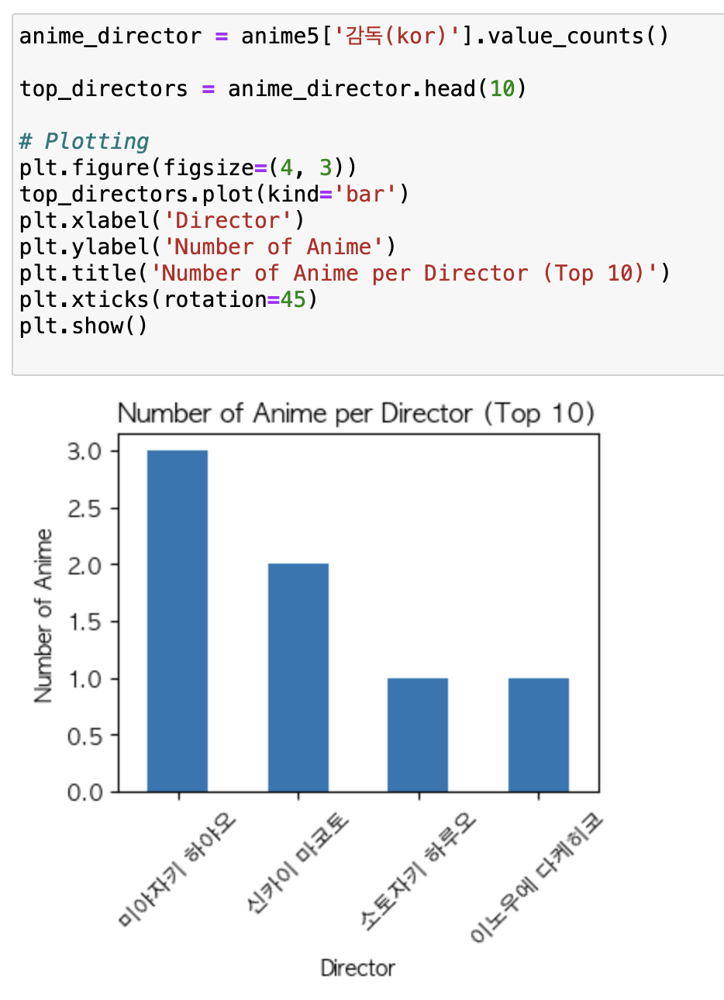 anime_director = anime5['감독(kor)'].value_counts()
top_directors = anime_director.head(10)
# Plotting
plt.figure(figsize=(4, 3))
top_directors.plot(kind='bar')
plt.xlabel('Director')
plt.ylabel('Number of Anime')
plt.title('Number of Anime per Director (Top 10)')
plt.xticks(rotation=45)
plt.show()
Number of Anime per Director (Top 10)
Number of Anime
3.0
2.5
2.0
1.5
1.0
0.5
0.0
미야자키 하야오
신카이 마코토
소토자키 하루오
이노우에 다케히코
Director